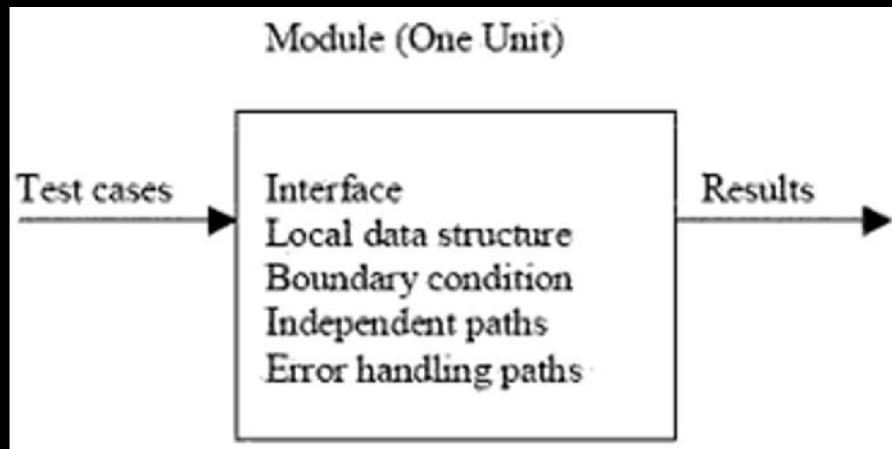 Module (One Unit)
Test cases
Interface
Results
Local data structure
Boundary condition
Independent paths
Error handling paths